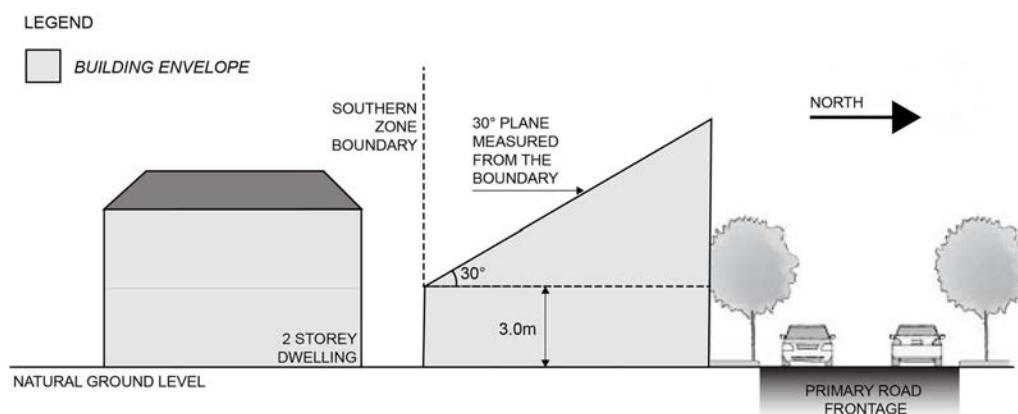 LEGEND
BUILDING ENVELOPE
SOUTHERN
ZONE
BOUNDARY
30° PLANE
MEASURED
FROM THE
BOUNDARY
NORTH
30°
3.0m
2 STOREY
DWELLING
NATURAL GROUND LEVEL
PRIMARY ROAD
FRONTAGE